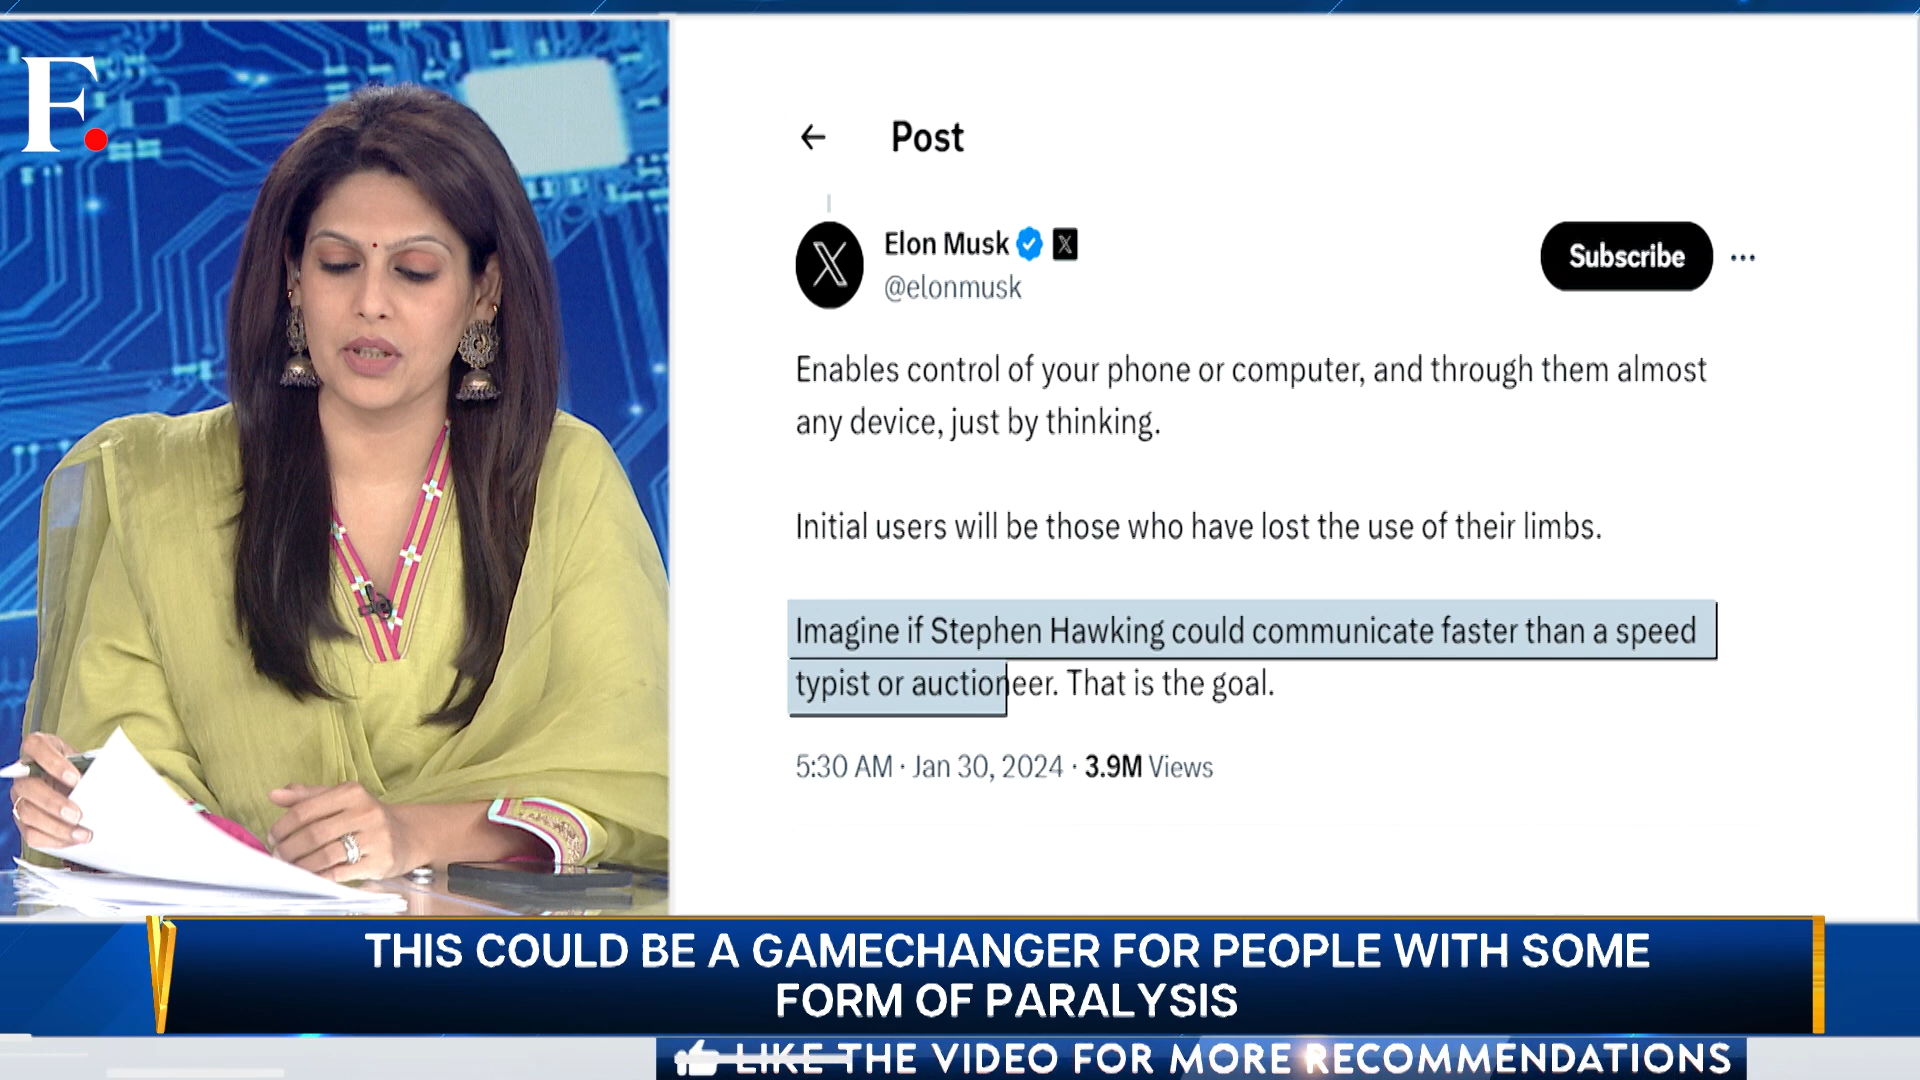 F.
Post
Elon Musk
@elonmusk
Subscribe
Enables control of your phone or computer, and through them almost
any device, just by thinking.
Initial users will be those who have lost the use of their limbs.
Imagine if Stephen Hawking could communicate faster than a speed
typist or auctioneer. That is the goal.
5:30 AM · Jan 30, 2024 · 3.9M Views
THIS COULD BE A GAMECHANGER FOR PEOPLE WITH SOME
FORM OF PARALYSIS
LIKE THE VIDEO FOR MORE RECOMMENDATIONS